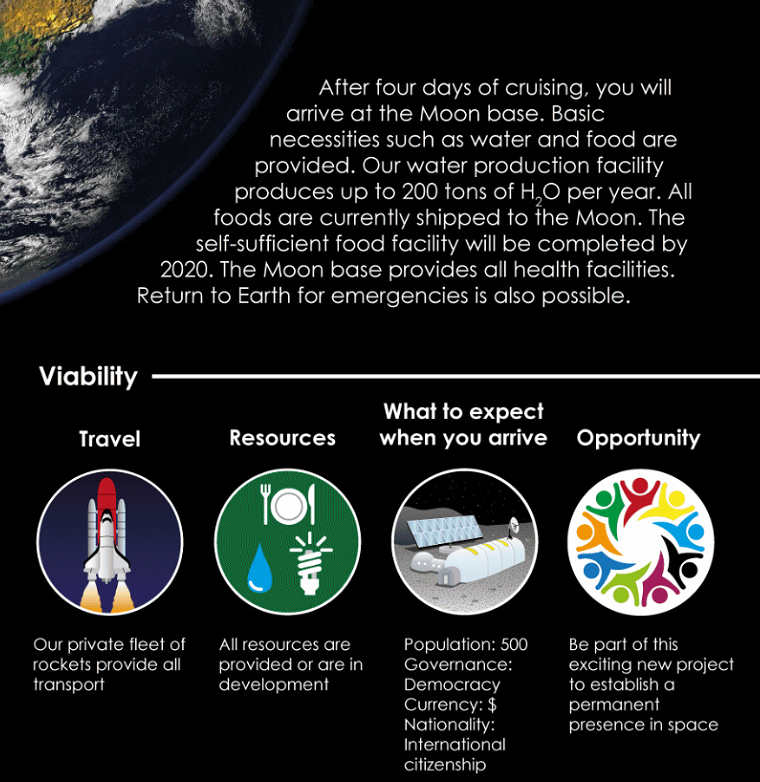 After four days of cruising, you will
arrive at the Moon base. Basic
necessities such as water and food are
provided. Our water production facility
produces up to 200 tons of H₂O per year. All
foods are currently shipped to the Moon. The
self-sufficient food facility will be completed by
2020. The Moon base provides all health facilities.
Return to Earth for emergencies is also possible.
Viability
Travel
Our private fleet of
rockets provide all
transport
Resources
All resources are
provided or are in
development
What to expect
when you arrive
Population: 500
Governance:
Democracy
Currency: $
Nationality:
International
citizenship
Opportunity
Be part of this
exciting new project
to establish a
permanent
presence in space